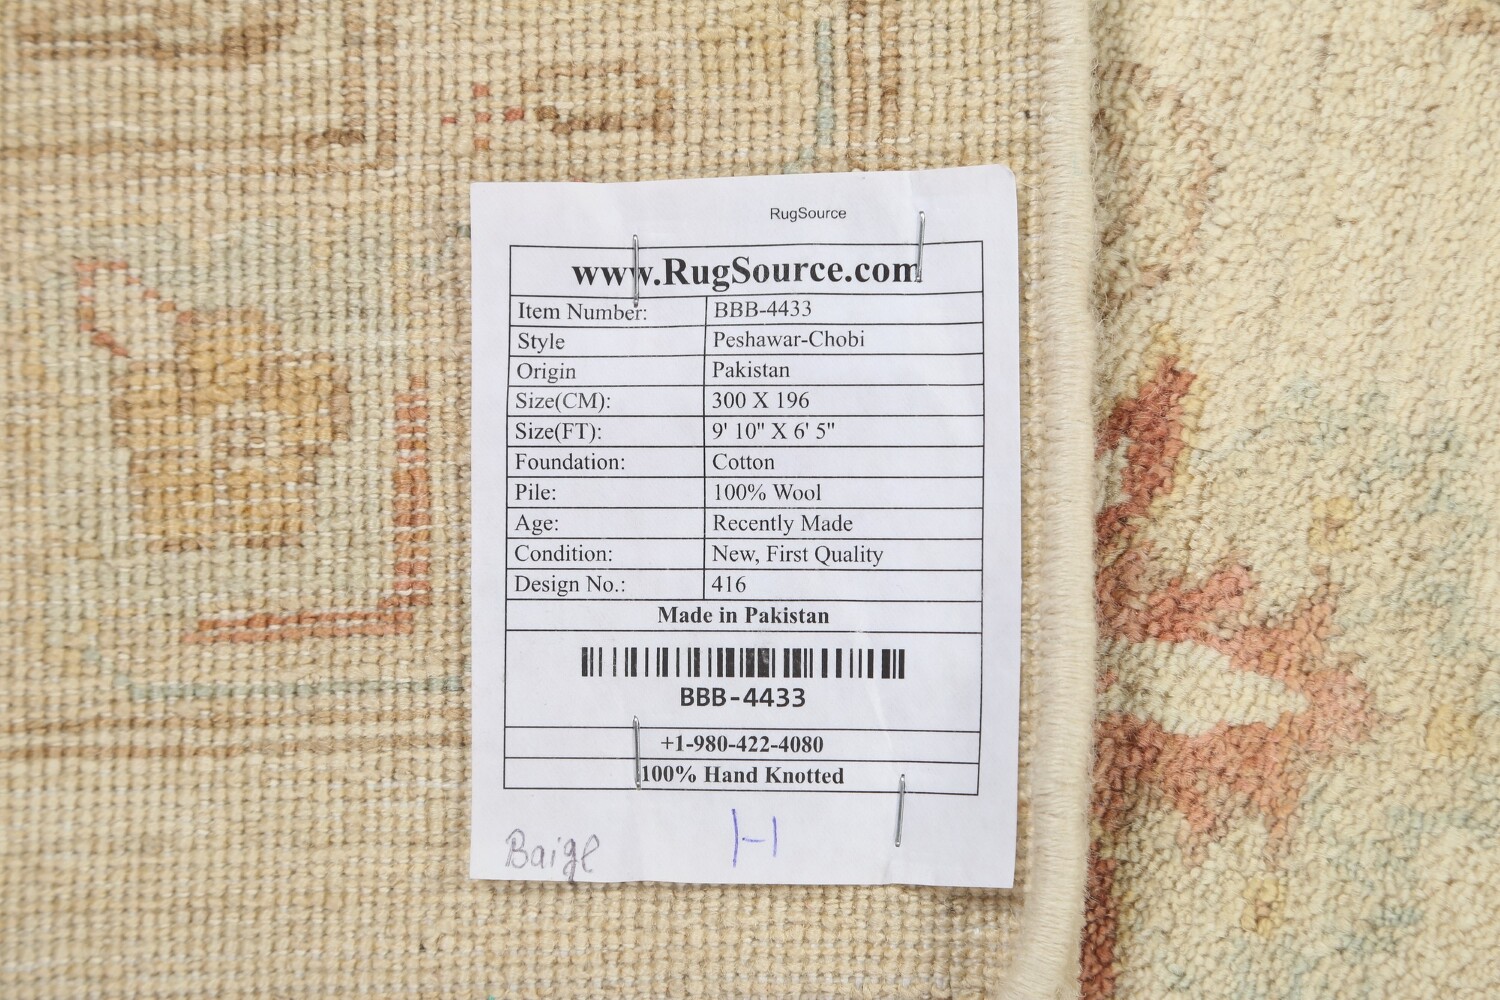 RugSource
www.RugSource.com
Item Number: BBB-4433
Style Peshawar-Chobi
Origin Pakistan
Size(CM): 300 X 196
Size(FT): 9' 10" X 6' 5"
Foundation: Cotton
Pile: 100% Wool
Age: Recently Made
Condition: New, First Quality
Design No.: 416
Made in Pakistan
BBB-4433
+1-980-422-4080
100% Hand Knotted
Baige H